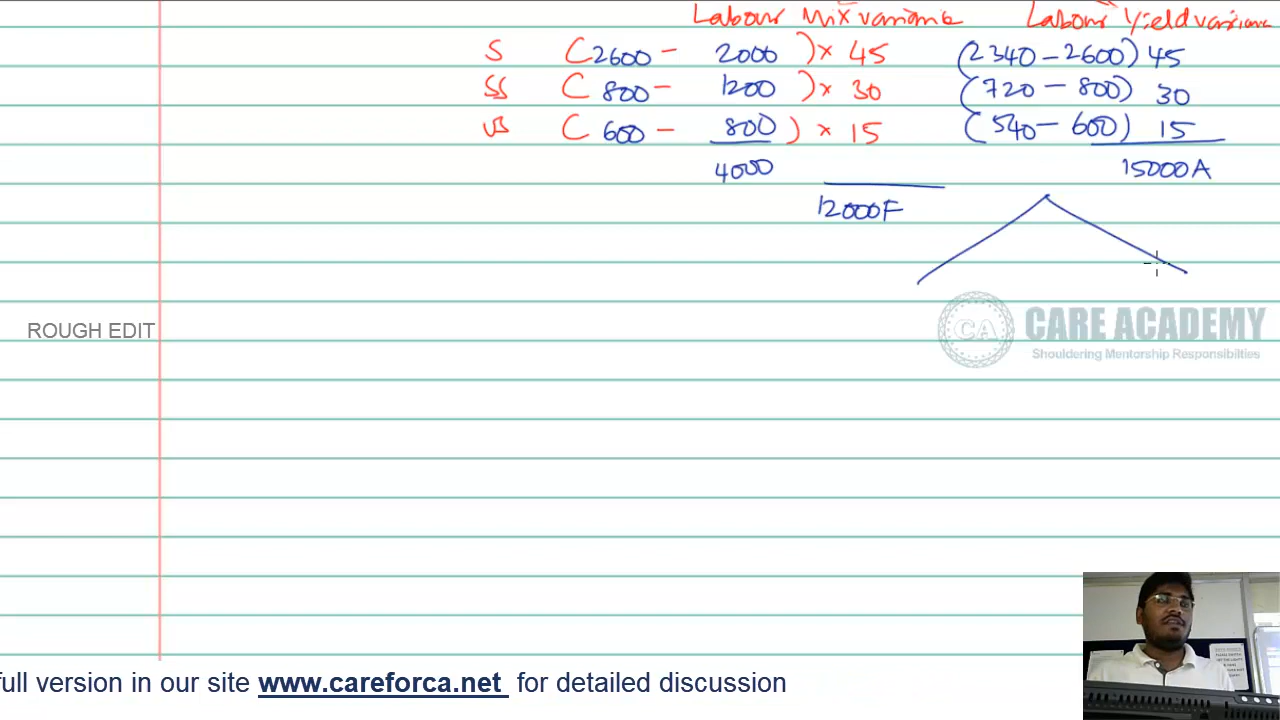 Labour Mix variance Labour Yield variance
S (2600 - 2000 ) × 45 (2340 - 2600) 45
SS ( 800 - 1200 ) × 30 (720 - 800) 30
US ( 600 - 800 ) × 15 (540 - 600) 15
4000 15000A
12000F
ROUGH EDIT
CA CARE ACADEMY
Shouldering Mentorship Responsibilties
full version in our site www.careforca.net for detailed discussion